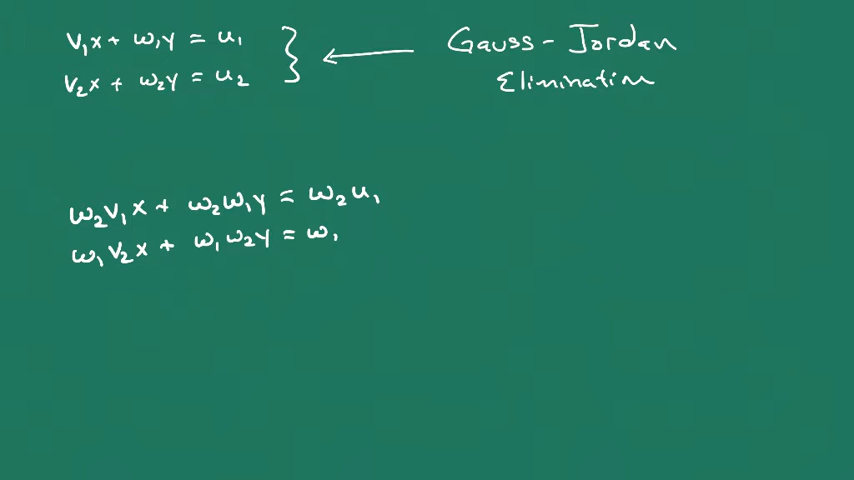 v₁x + w₁y = u₁
v₂x + w₂y = u₂
Gauss - Jordan
Elimination
w₂v₁x + w₂w₁y = w₂u₁
w₁v₂x + w₁w₂y = w₁